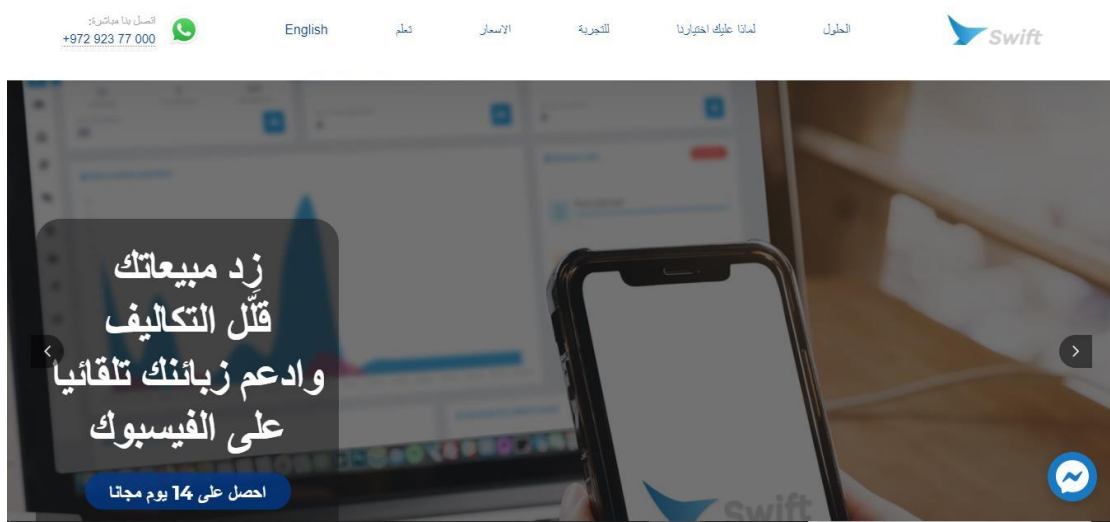 Swift
الحلول
لماذا عليك اختيارنا
للتجربة
الاسعار
تعلم
English
اتصل بنا مباشرة:
+972 923 77 000
زِد مبيعاتك
قلّل التكاليف
وادعم زبائنك تلقائيا
على الفيسبوك
احصل على 14 يوم مجانا
Swift